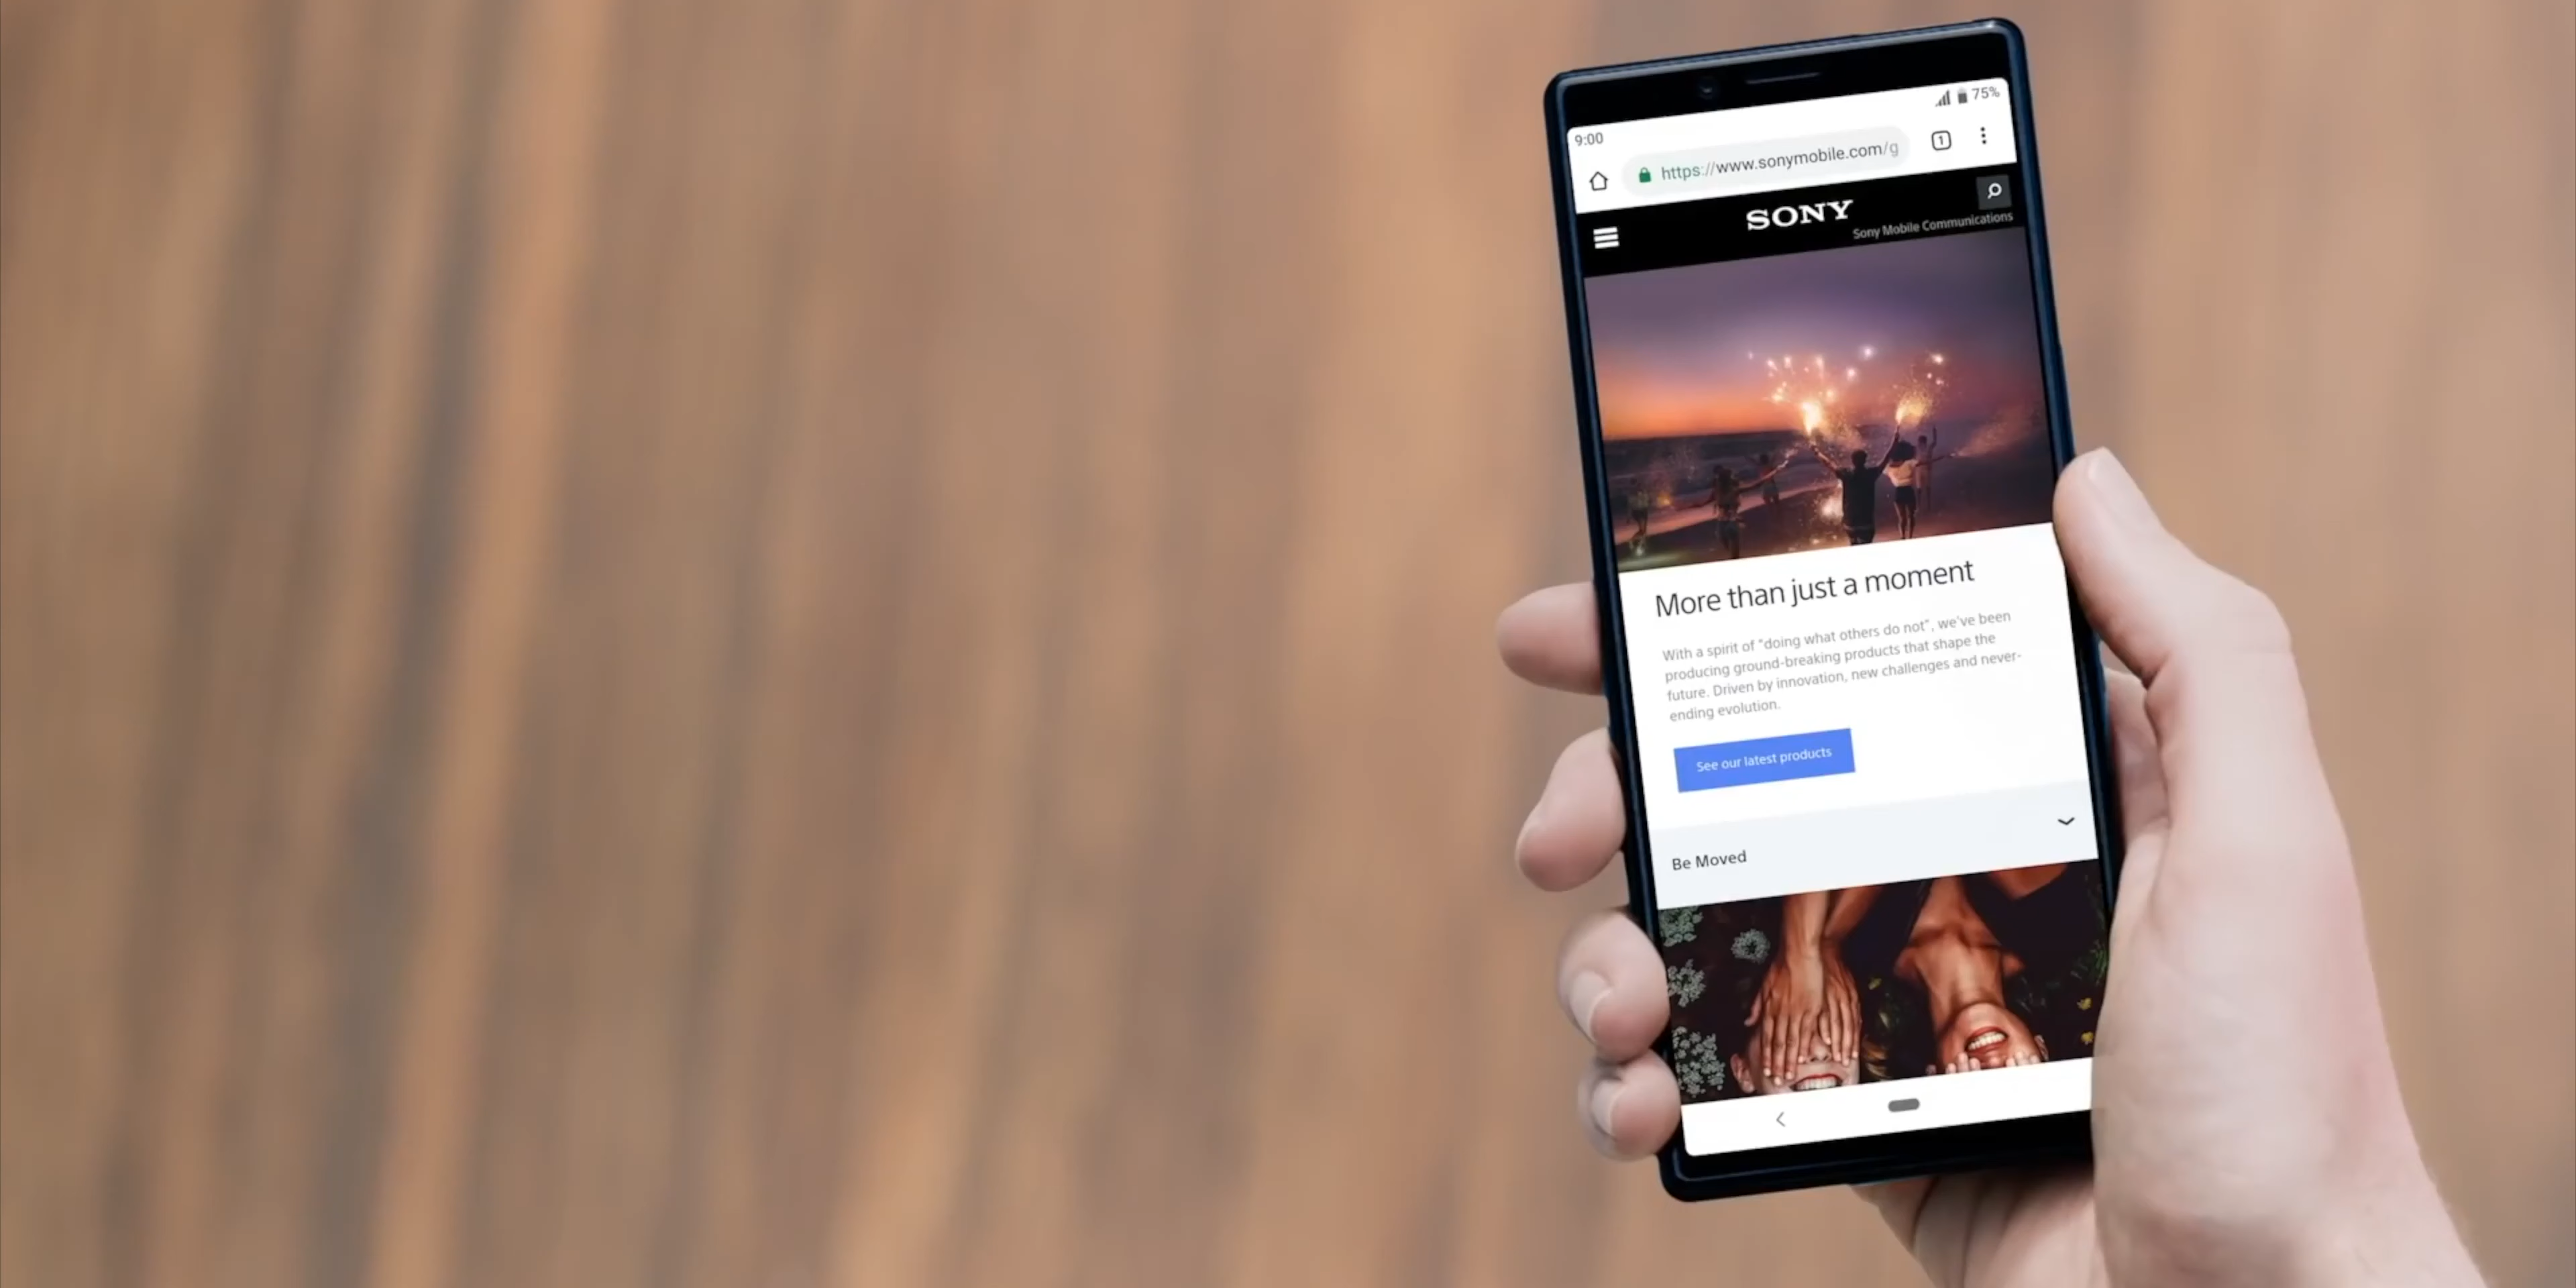 9:00 75%
https://www.sonymobile.com/g 1
SONY
Sony Mobile Communications
More than just a moment
With a spirit of "doing what others do not", we've been
producing ground-breaking products that shape the
future. Driven by innovation, new challenges and never-
ending evolution.
See our latest products
Be Moved